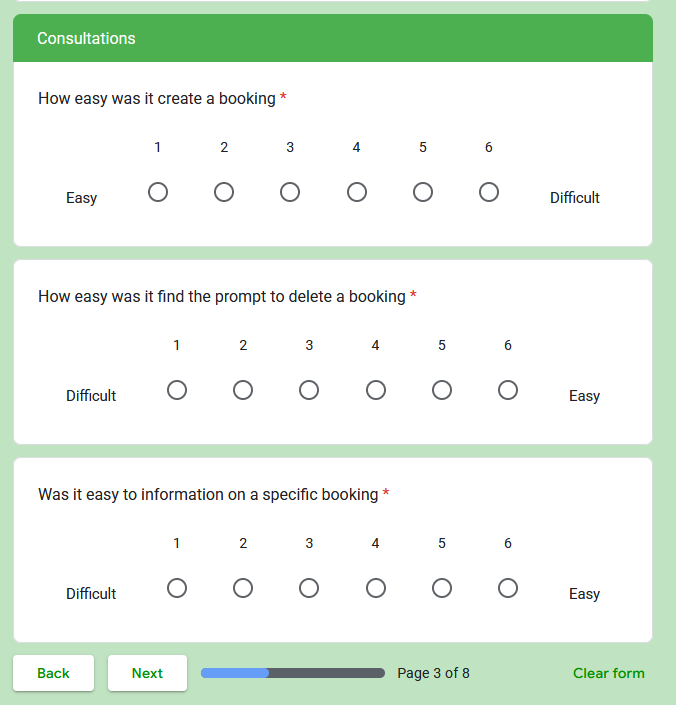 Consultations
How easy was it create a booking *
1 2 3 4 5 6
Easy Difficult
How easy was it find the prompt to delete a booking *
1 2 3 4 5 6
Difficult Easy
Was it easy to information on a specific booking *
1 2 3 4 5 6
Difficult Easy
Back Next Page 3 of 8 Clear form